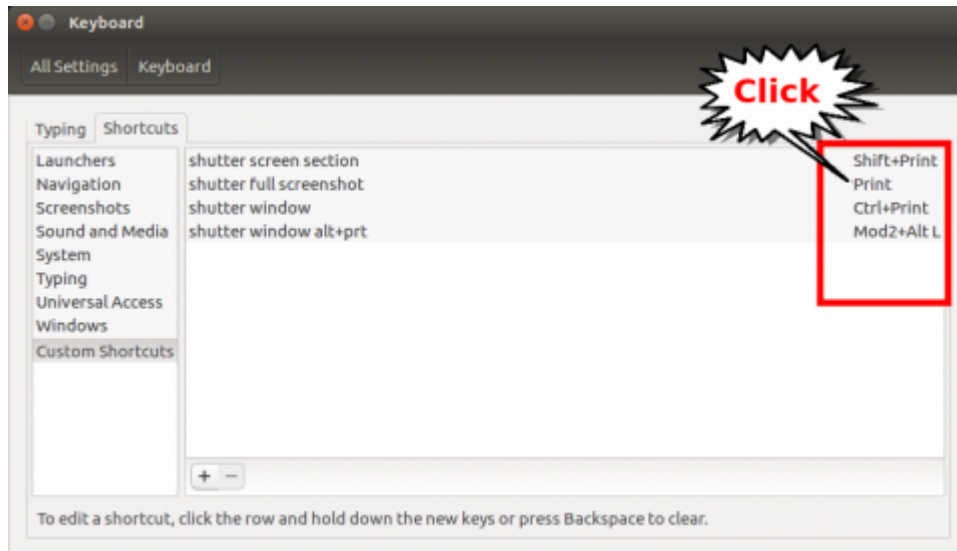 Keyboard
All Settings Keyboard
Click
Typing Shortcuts
Launchers
Navigation
Screenshots
Sound and Media
System
Typing
Universal Access
Windows
Custom Shortcuts
shutter screen section Shift+Print
shutter full screenshot Print
shutter window Ctrl+Print
shutter window alt+prt Mod2+Alt L
+ −
To edit a shortcut, click the row and hold down the new keys or press Backspace to clear.